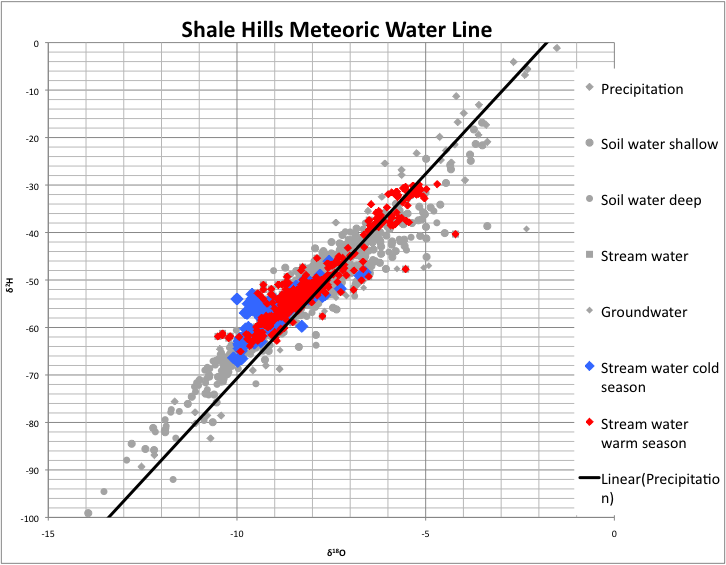 Shale Hills Meteoric Water Line
0
-10
-20
-30
-40
-50
-60
-70
-80
-90
-100
-15
-10
-5
0
δ²H
δ¹⁸O
Precipitation
Soil water shallow
Soil water deep
Stream water
Groundwater
Stream water cold
season
Stream water
warm season
Linear(Precipitatio
n)